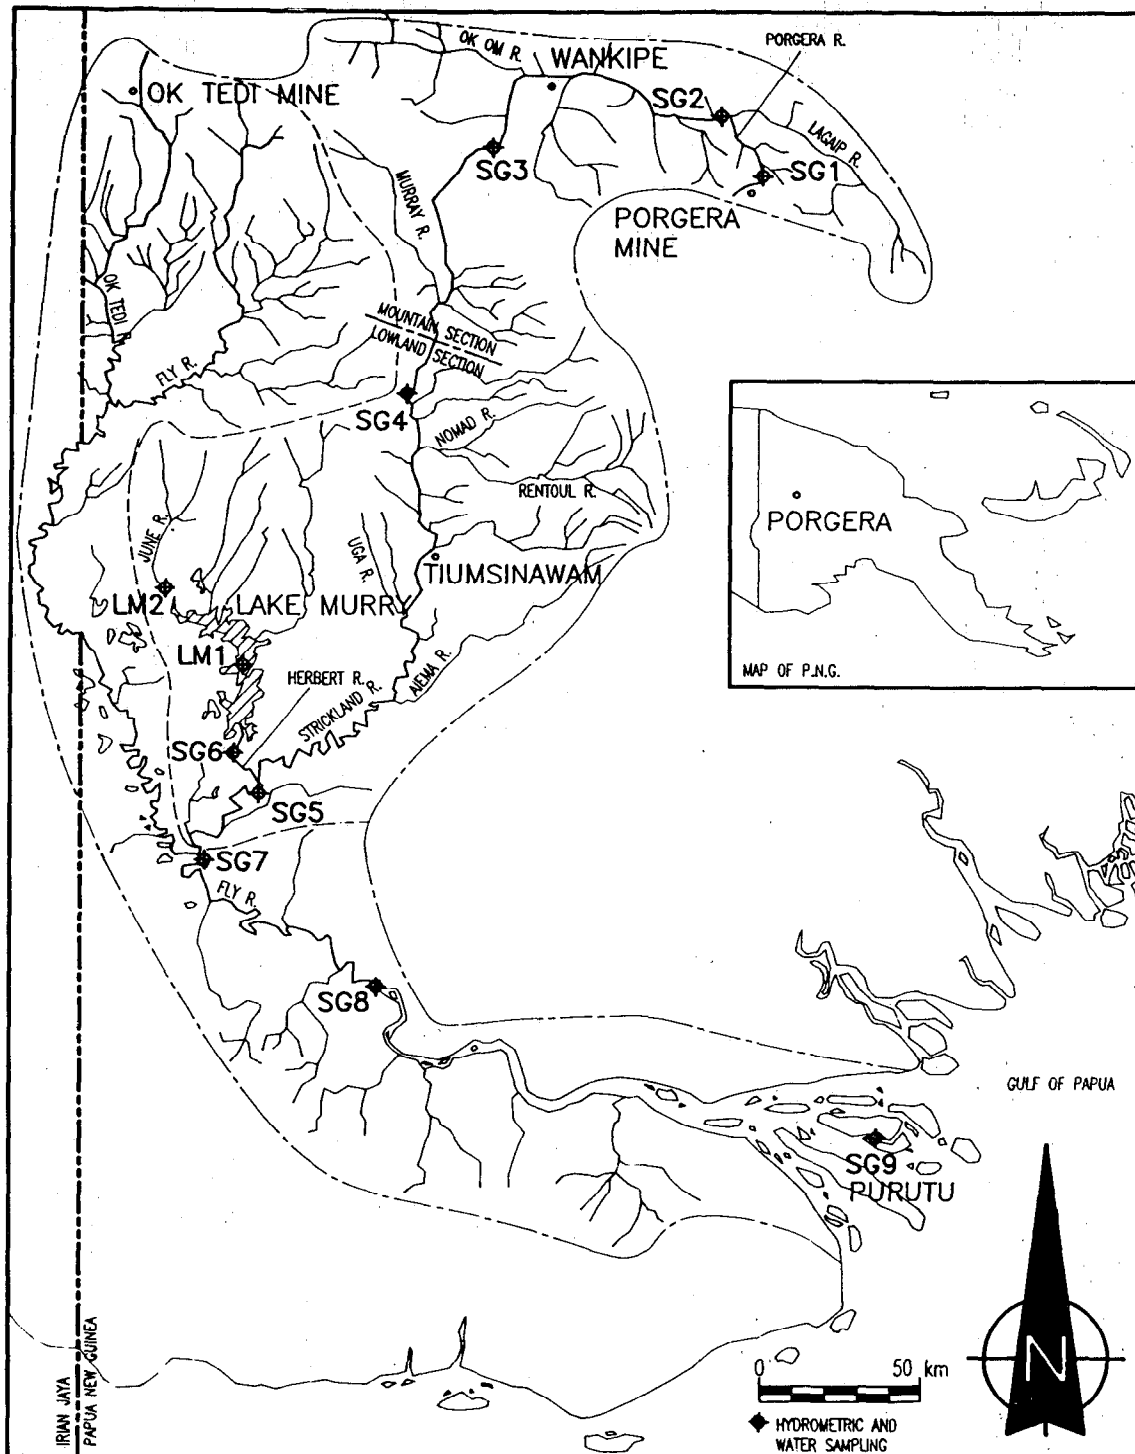 OK OM R.
WANKIPE
PORGERA R.
OK TEDI MINE
SG2
LAGAIP R.
SG3
SG1
MURRAY R.
PORGERA
MINE
OK TEDI R.
MOUNTAIN SECTION
LOWLAND SECTION
FLY R.
SG4
NOMAD R.
RENTOUL R.
PORGERA
JUNE R.
UGA R.
TIUMSINAWAM
LM2
LAKE MURRY
LM1
HERBERT R.
STRICKLAND R.
AIEMA R.
MAP OF P.N.G.
SG6
SG5
SG7
FLY R.
SG8
GULF OF PAPUA
SG9
PURUTU
IRIAN JAYA
PAPUA NEW GUINEA
0 50 km
N
HYDROMETRIC AND
WATER SAMPLING